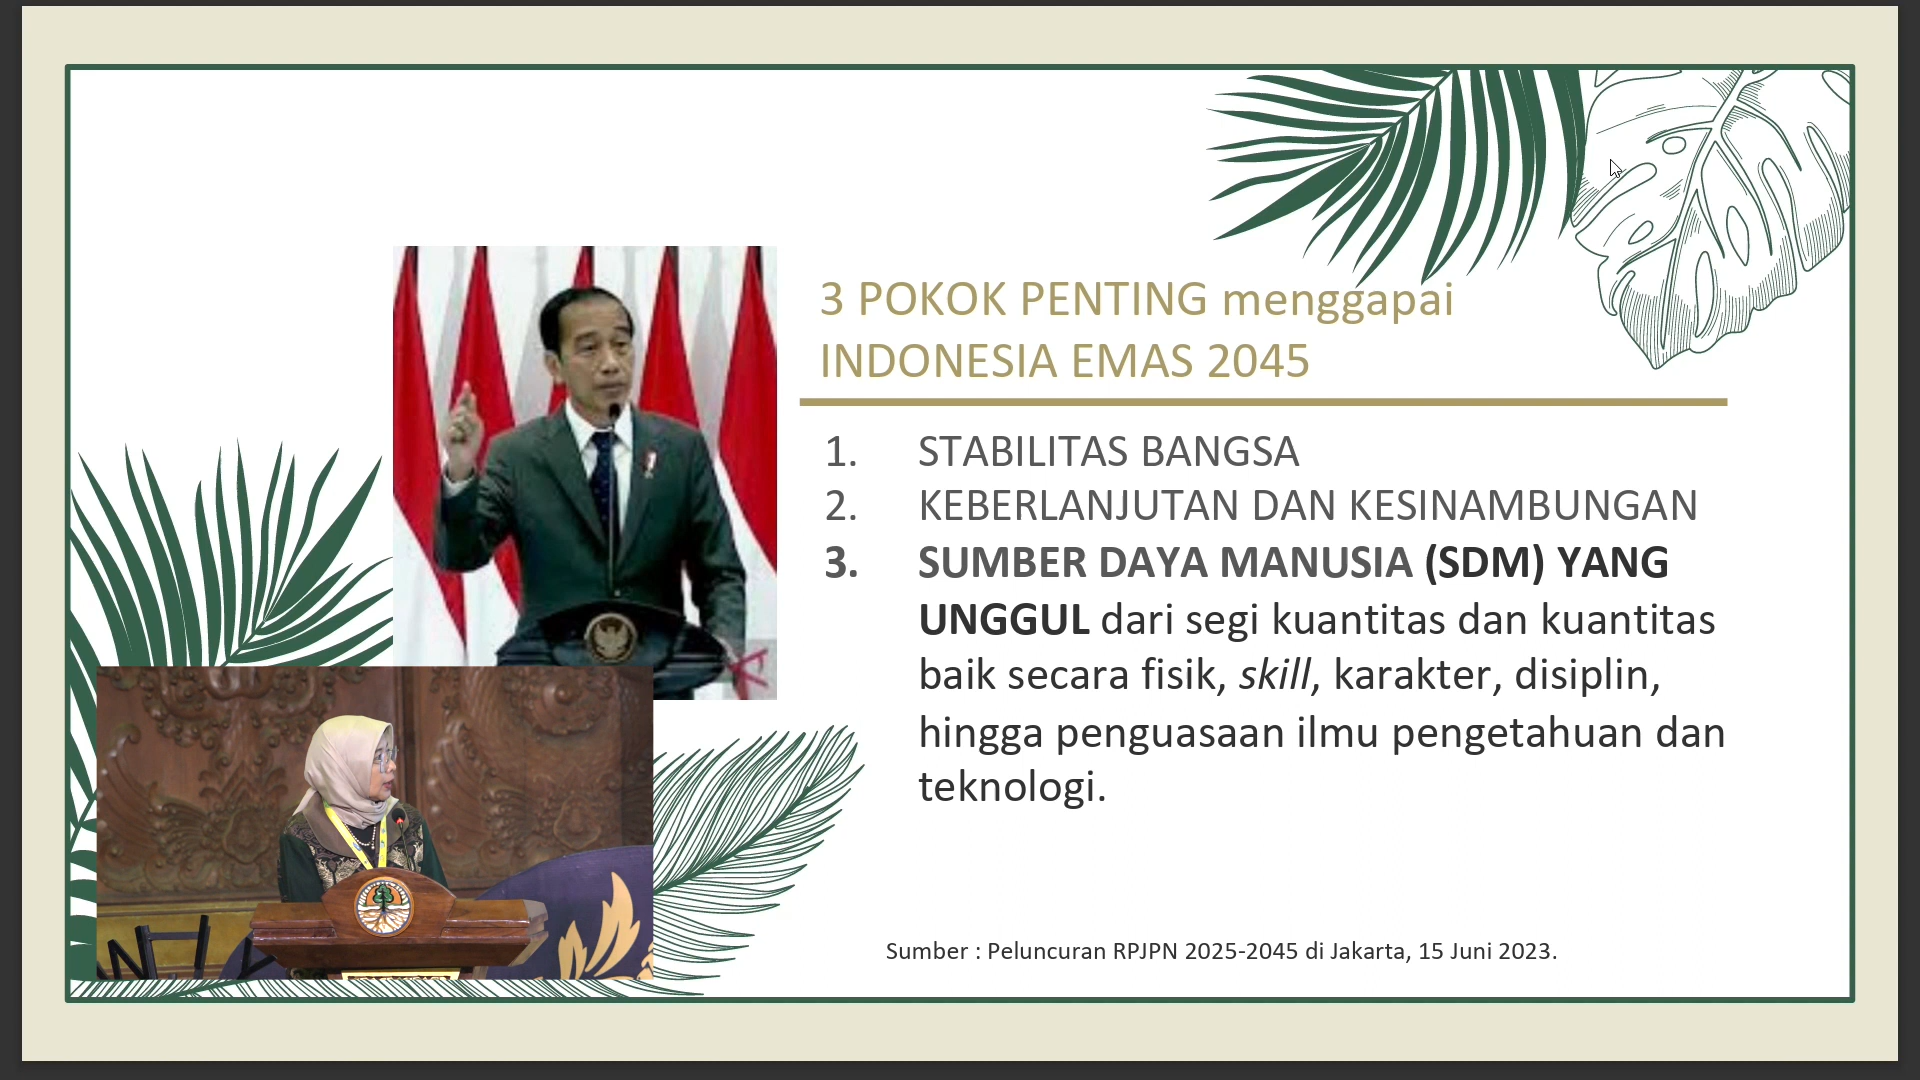 3 POKOK PENTING menggapai
INDONESIA EMAS 2045
1. STABILITAS BANGSA
2. KEBERLANJUTAN DAN KESINAMBUNGAN
3. SUMBER DAYA MANUSIA (SDM) YANG
UNGGUL dari segi kuantitas dan kuantitas
baik secara fisik, skill, karakter, disiplin,
hingga penguasaan ilmu pengetahuan dan
teknologi.
Sumber : Peluncuran RPJPN 2025-2045 di Jakarta, 15 Juni 2023.